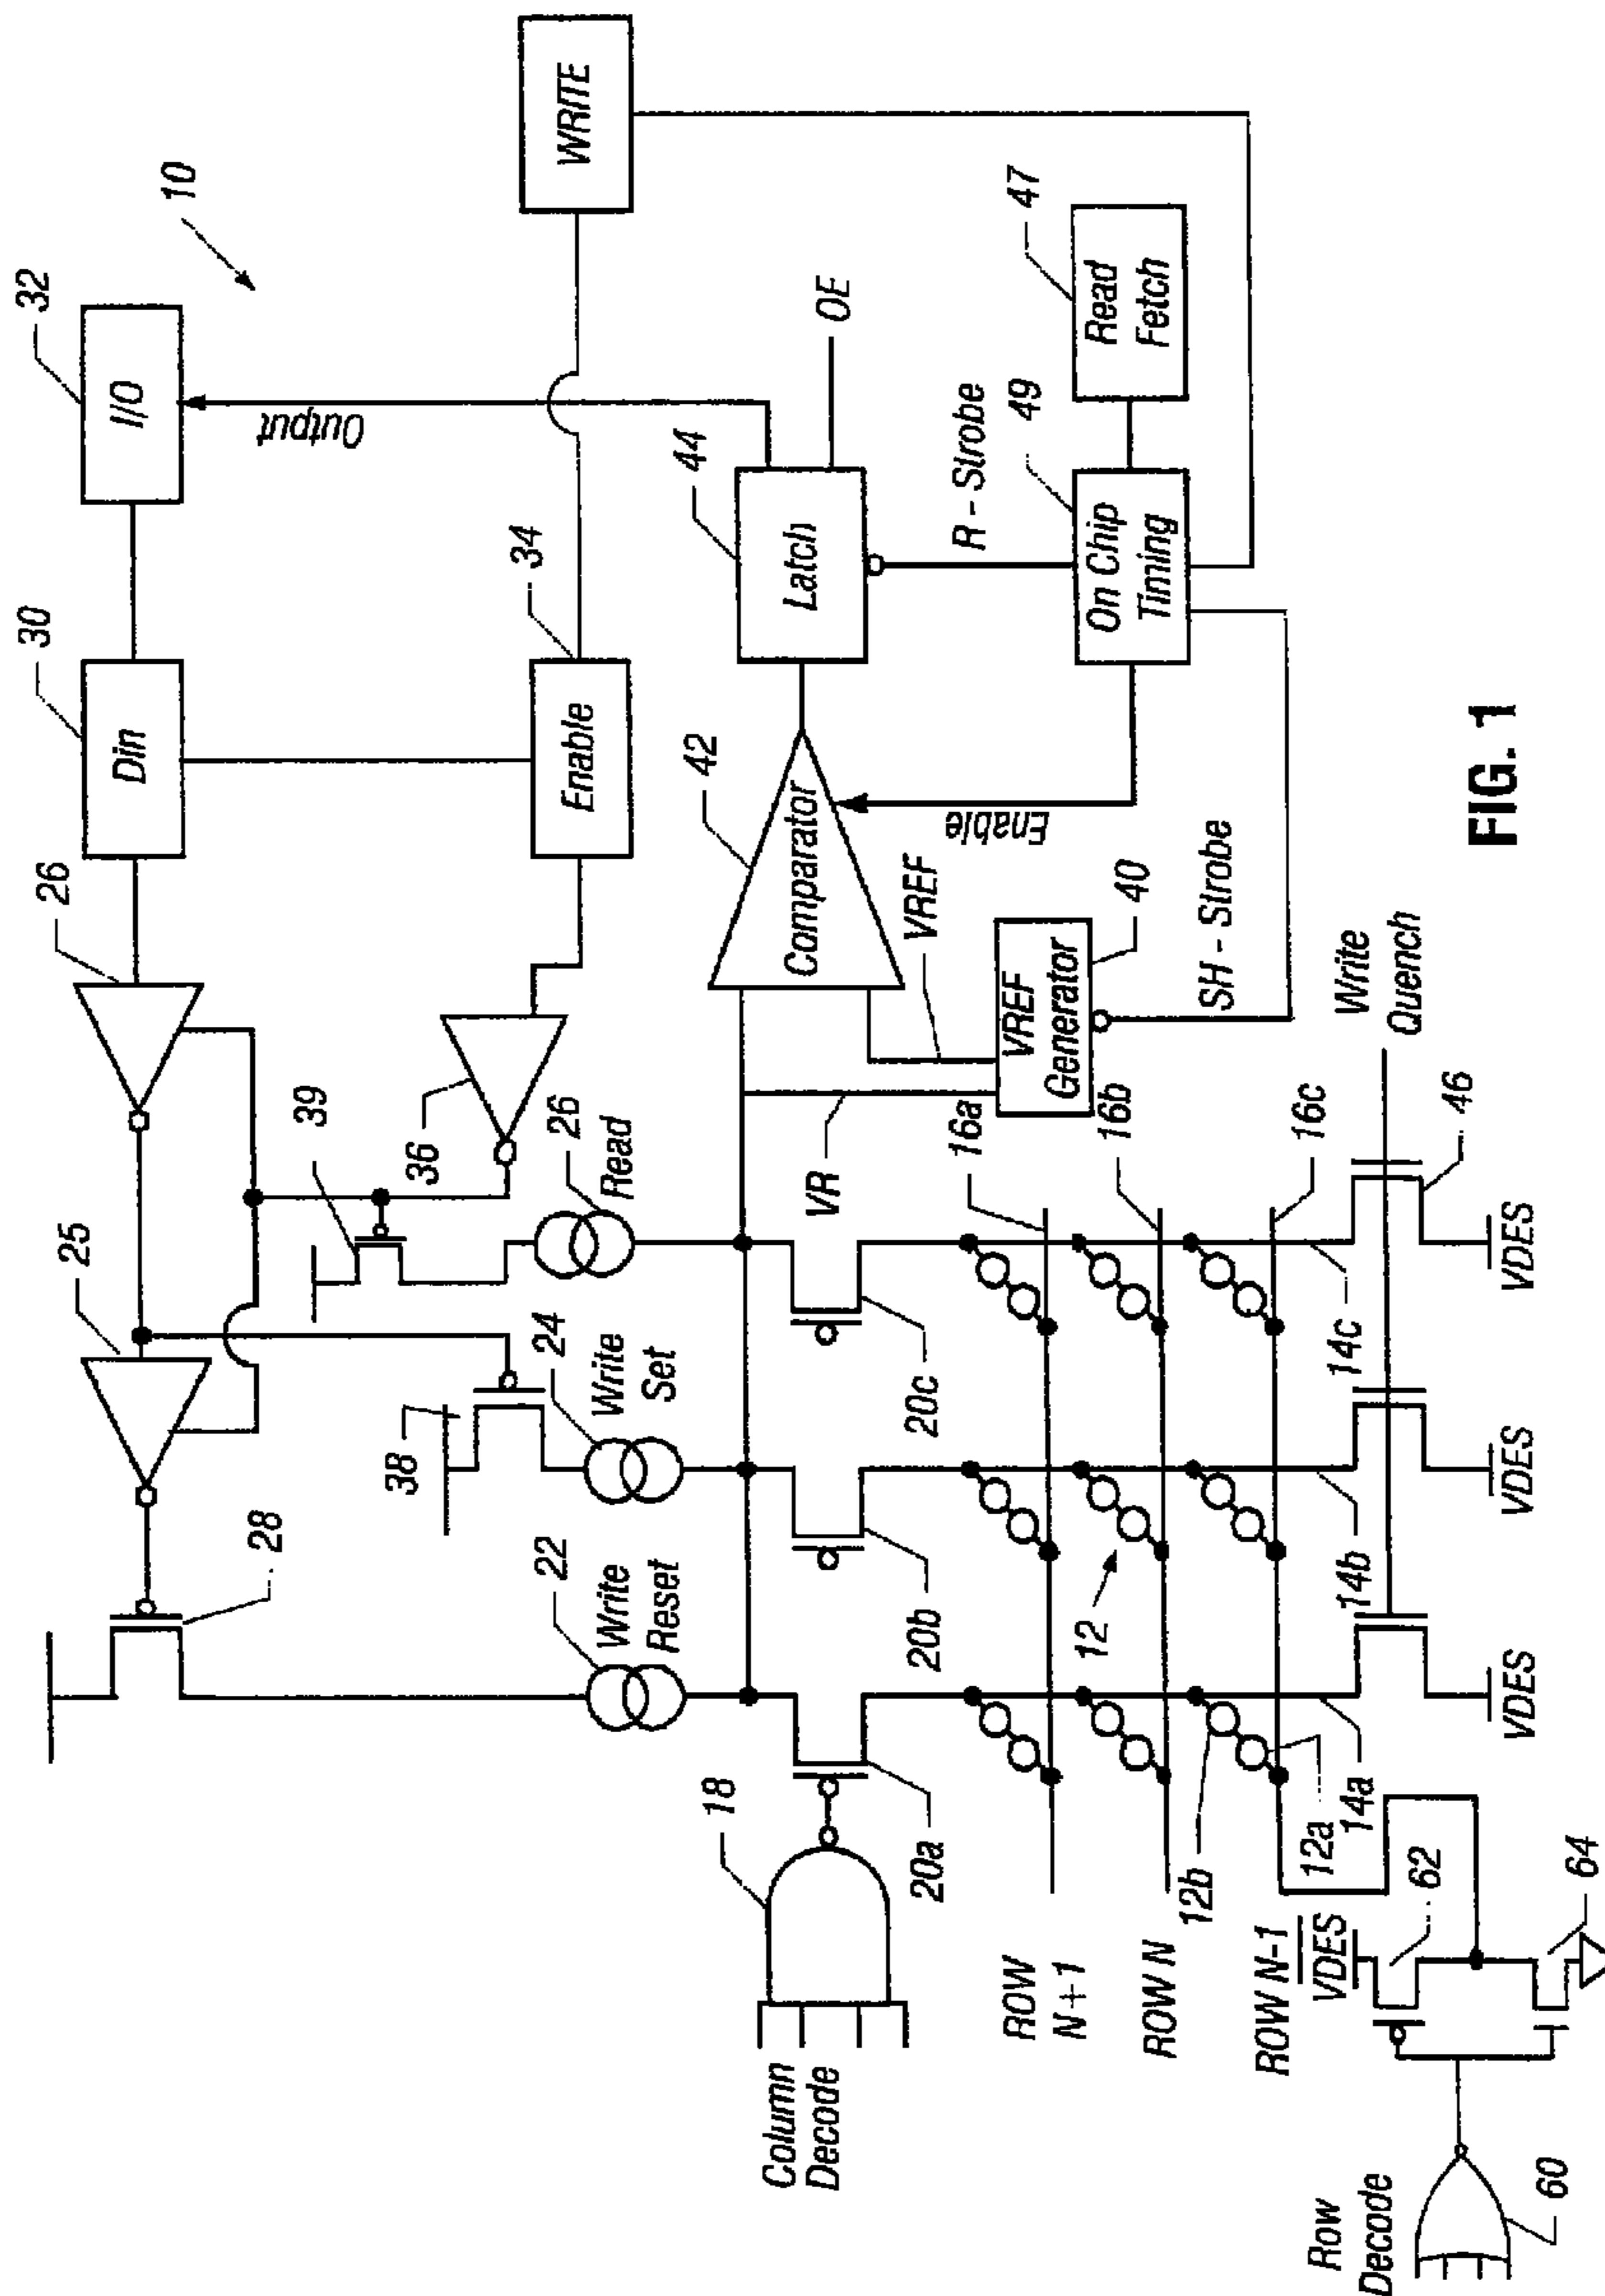 10
32
I/O
30
Din
26
25
28
WRITE
34
Enable
36
39
Output
OE
44
Latch
42
Comparator
26
Read
24
Write
Set
38
22
Write
Reset
47
Read
Fetch
R - Strobe
49
On Chip
Timing
Enable
VREF
VREF
Generator
40
SH - Strobe
VR
18
Column
Decode
20a
20b
20c
16a
16b
16c
12
12b
12a
14a
14b
14c
ROW
N + 1
ROW N
ROW N-1
Write
Quench
46
VDES
VDES
VDES
VDES
62
64
Row
Decode
60
FIG. 1